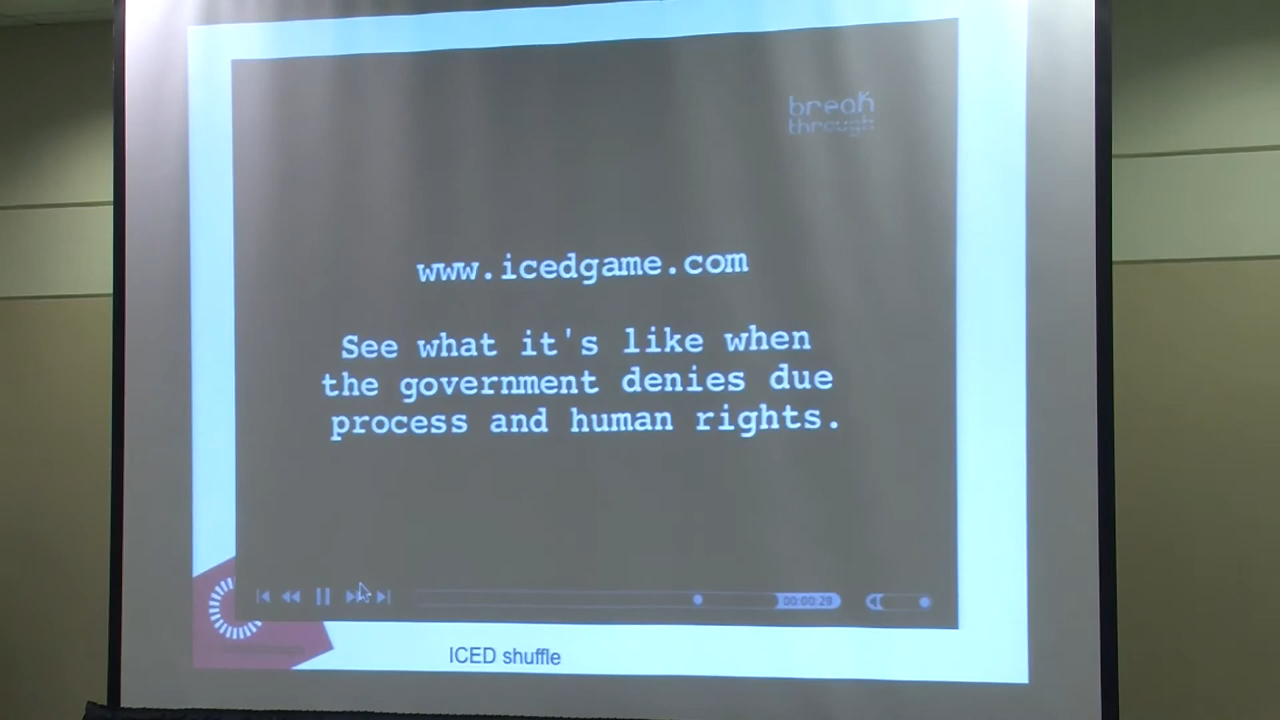 break
through
www.icedgame.com
See what it's like when
the government denies due
process and human rights.
00:00:29
ICED shuffle